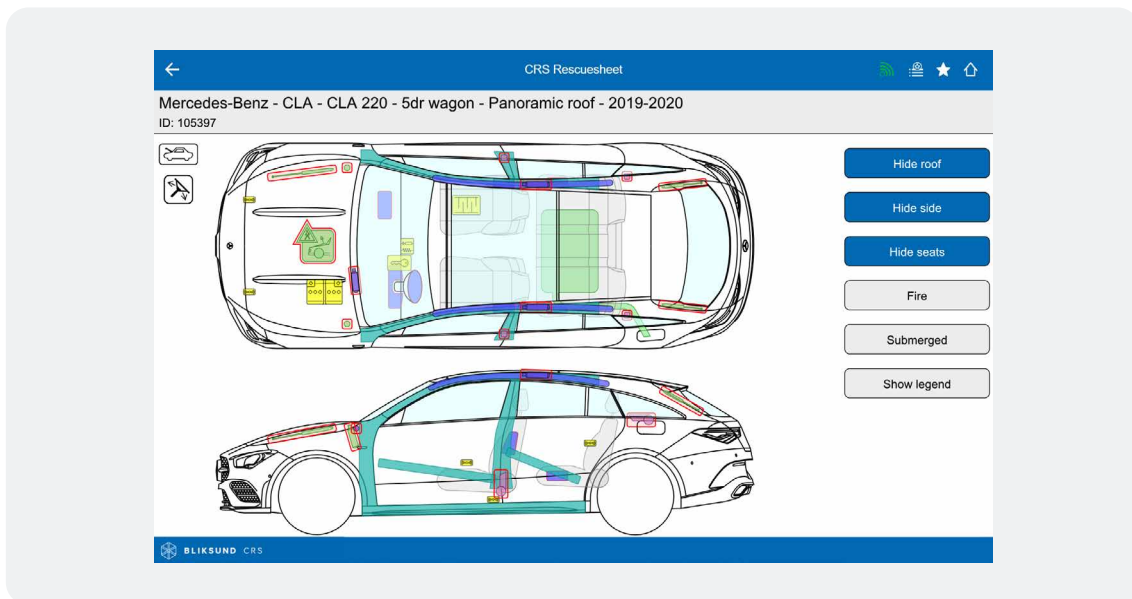 CRS Rescuesheet
Mercedes-Benz - CLA - CLA 220 - 5dr wagon - Panoramic roof - 2019-2020
ID: 105397
Hide roof
Hide side
Hide seats
Fire
Submerged
Show legend
BLIKSUND CRS